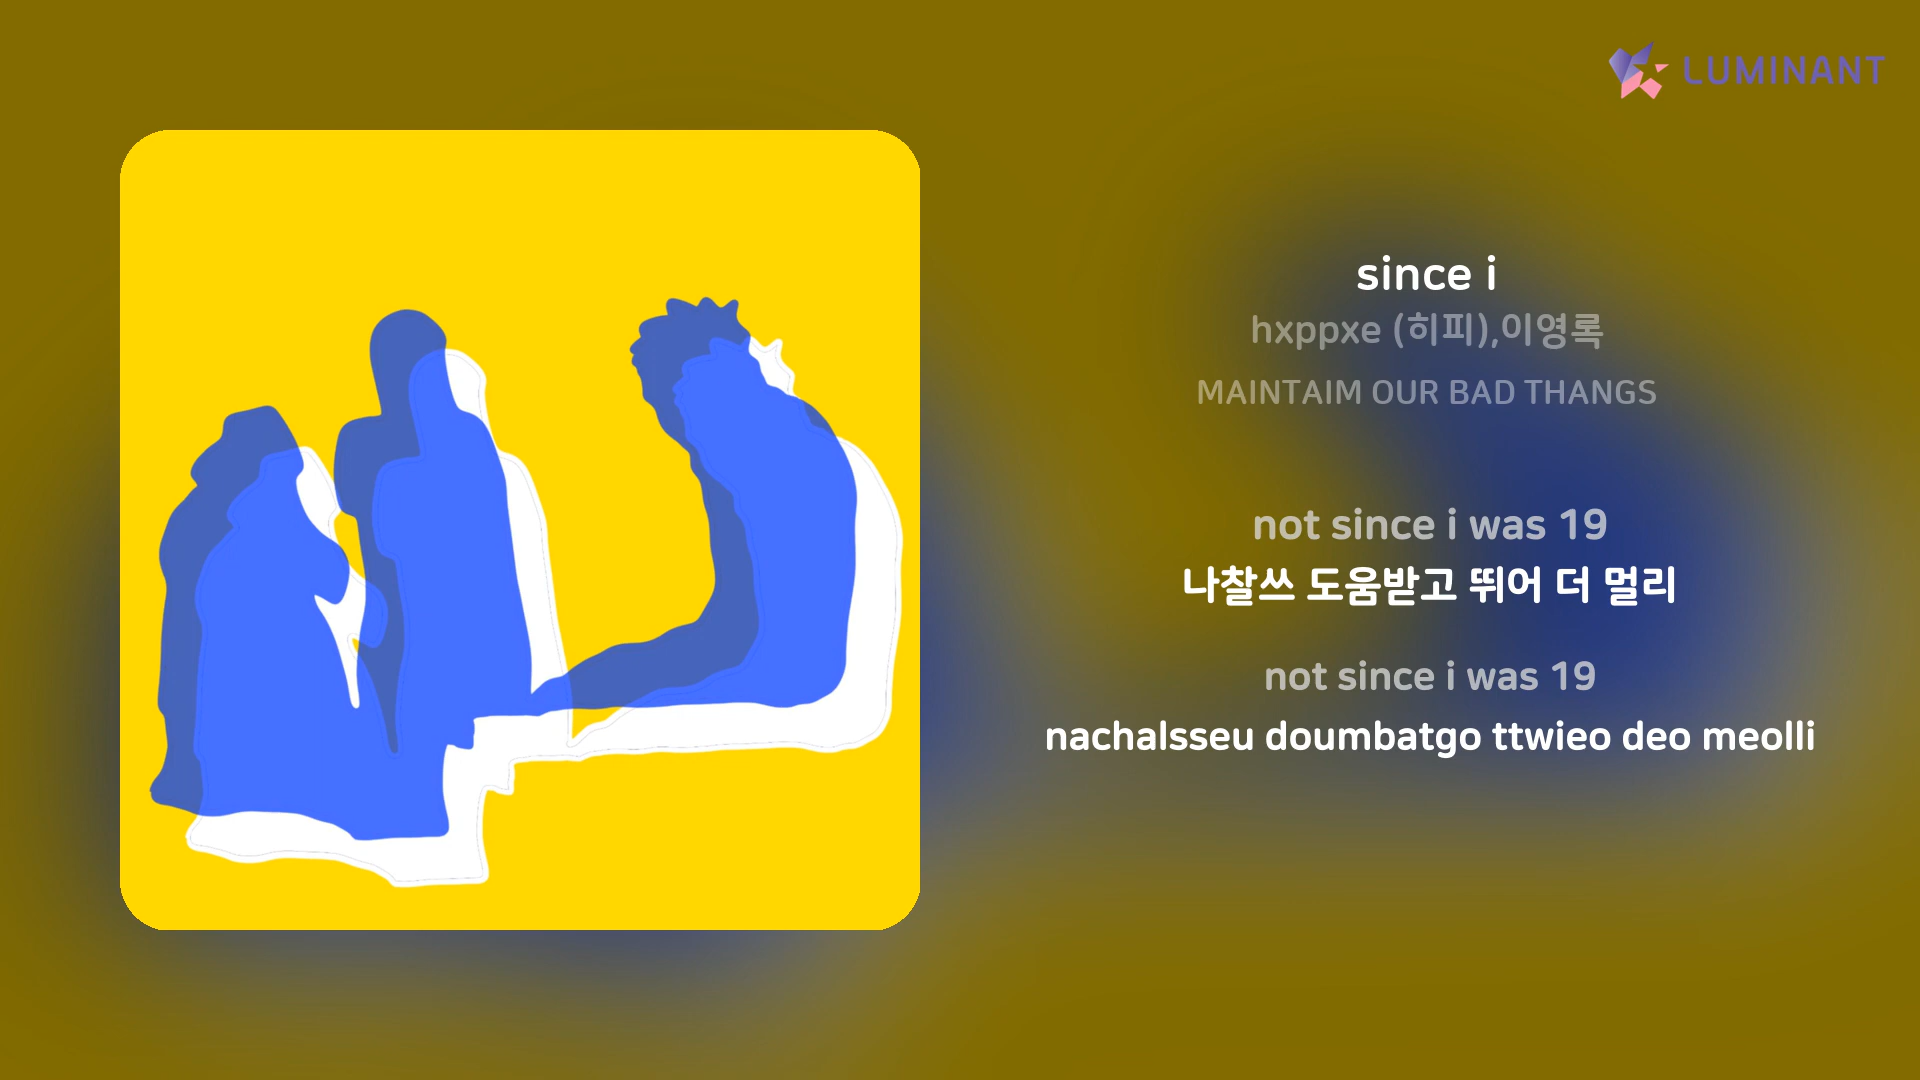 LUMINANT
since i
hxppxe (히피),이영록
MAINTAIM OUR BAD THANGS
not since i was 19
나찰쓰 도움받고 뛰어 더 멀리
not since i was 19
nachalsseu doumbatgo ttwieo deo meolli